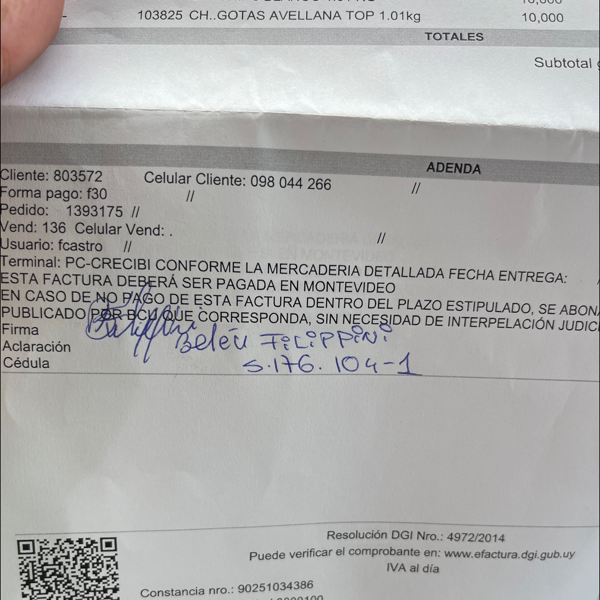 103825 CH..GOTAS AVELLANA TOP 1.01kg 10,000
TOTALES
Subtotal
ADENDA
Cliente: 803572 Celular Cliente: 098 044 266 //
Forma pago: f30 //
Pedido: 1393175 //
Vend: 136 Celular Vend: . //
Usuario: fcastro //
Terminal: PC-CRECIBI CONFORME LA MERCADERIA DETALLADA FECHA ENTREGA:
ESTA FACTURA DEBERÁ SER PAGADA EN MONTEVIDEO
EN CASO DE NO PAGO DE ESTA FACTURA DENTRO DEL PLAZO ESTIPULADO, SE ABONA
PUBLICADO POR BCU QUE CORRESPONDA, SIN NECESIDAD DE INTERPELACIÓN JUDICI
Firma
Aclaración Belén FiLiPPiNi
Cédula 5.176.104-1
Resolución DGI Nro.: 4972/2014
Puede verificar el comprobante en: www.efactura.dgi.gub.uy
IVA al día
Constancia nro.: 90251034386